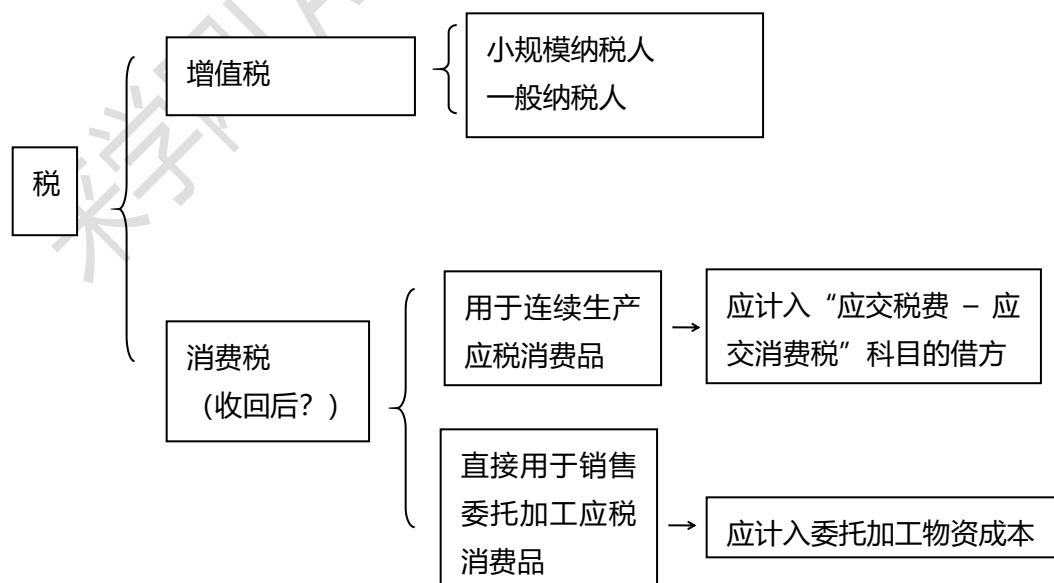 增值税
小规模纳税人
一般纳税人
税
消费税
（收回后？）
用于连续生产
应税消费品
应计入“应交税费 – 应
交消费税”科目的借方
直接用于销售
委托加工应税
消费品
应计入委托加工物资成本